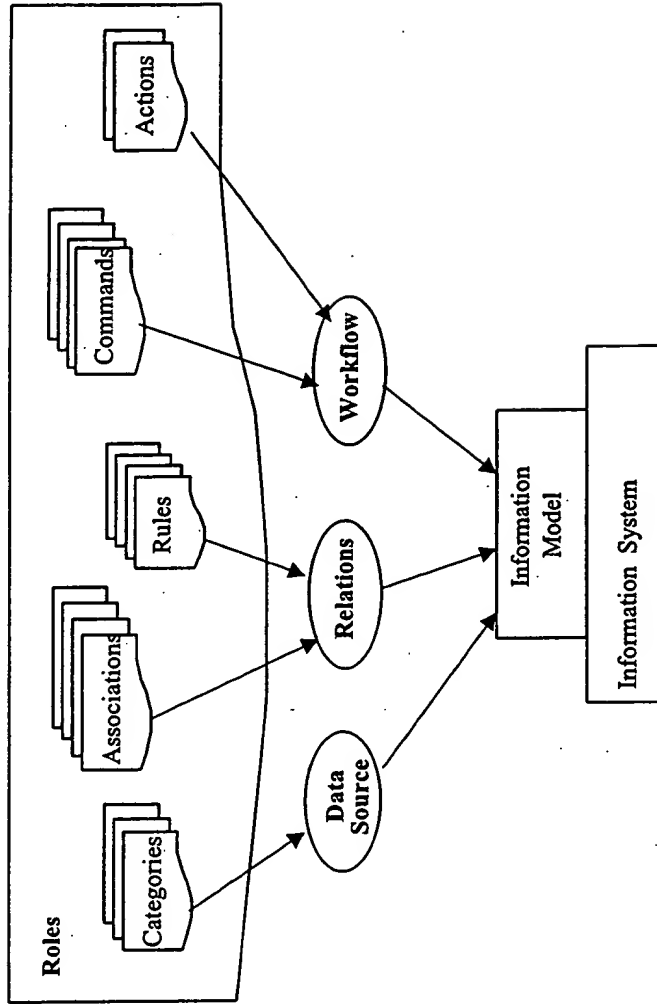 Roles
Categories
Associations
Rules
Commands
Actions
Data
Source
Relations
Workflow
Information
Model
Information System